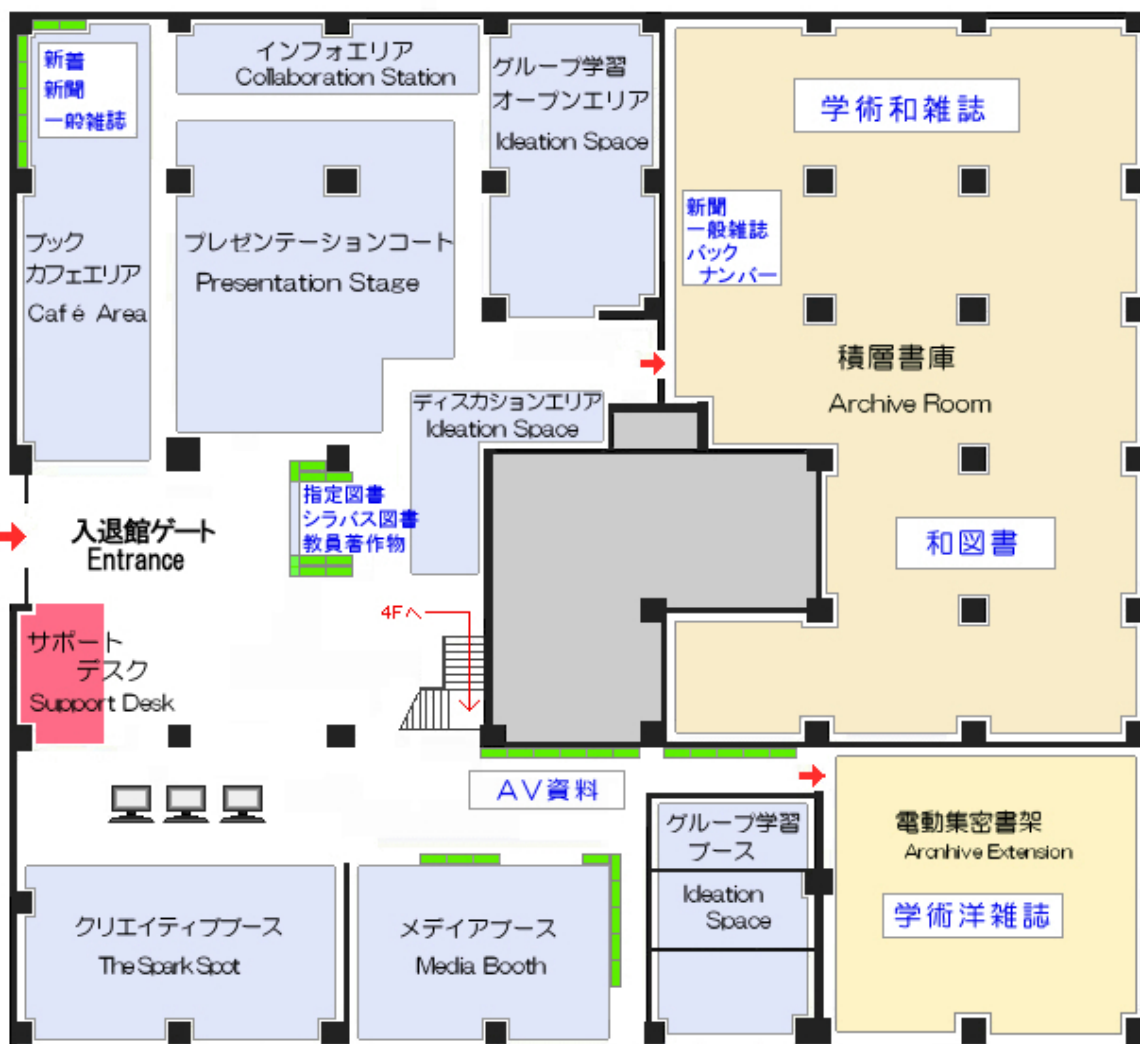 新着
新聞
一般雑誌
インフォエリア
Collaboration Station
グループ学習
オープンエリア
Ideation Space
学術和雑誌
新聞
一般雑誌
バック
ナンバー
ブック
カフェエリア
Café Area
プレゼンテーションコート
Presentation Stage
積層書庫
Archive Room
ディスカションエリア
Ideation Space
指定図書
シラバス図書
教員著作物
入退館ゲート
Entrance
和図書
4Fへ
サポート
デスク
Support Desk
AV資料
グループ学習
ブース
Ideation
Space
電動集密書架
Arcnhive Extension
学術洋雑誌
クリエイティブブース
The Spark Spot
メデイアブース
Media Booth